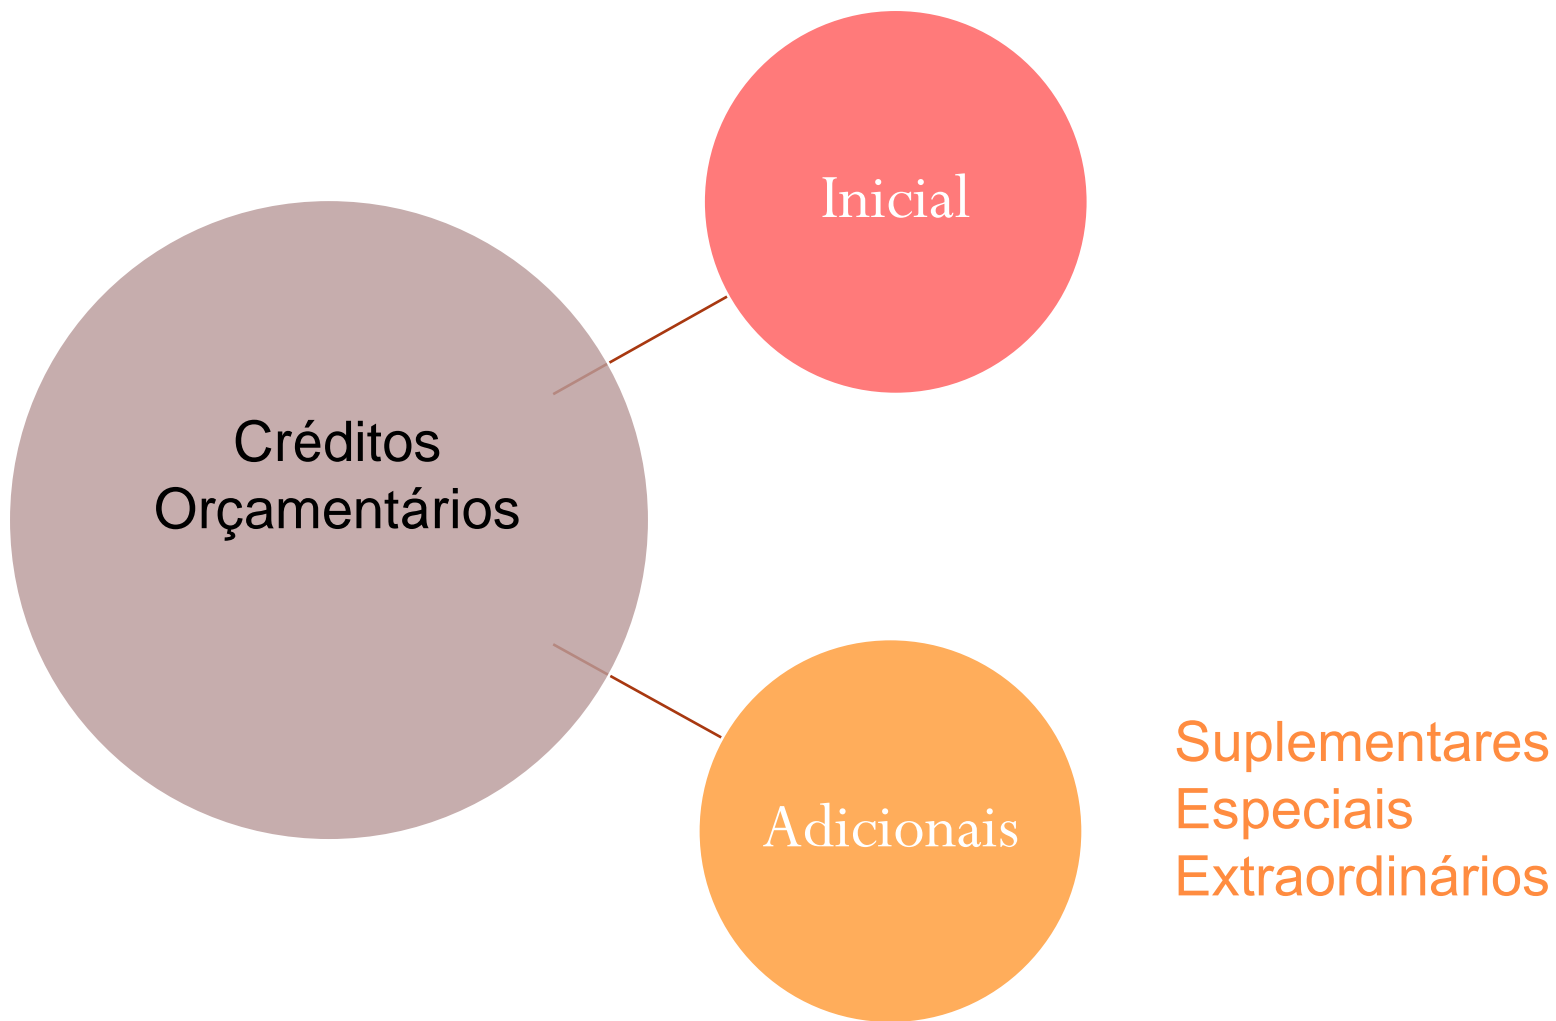 Inicial
Créditos
Orçamentários
Adicionais
Suplementares
Especiais
Extraordinários